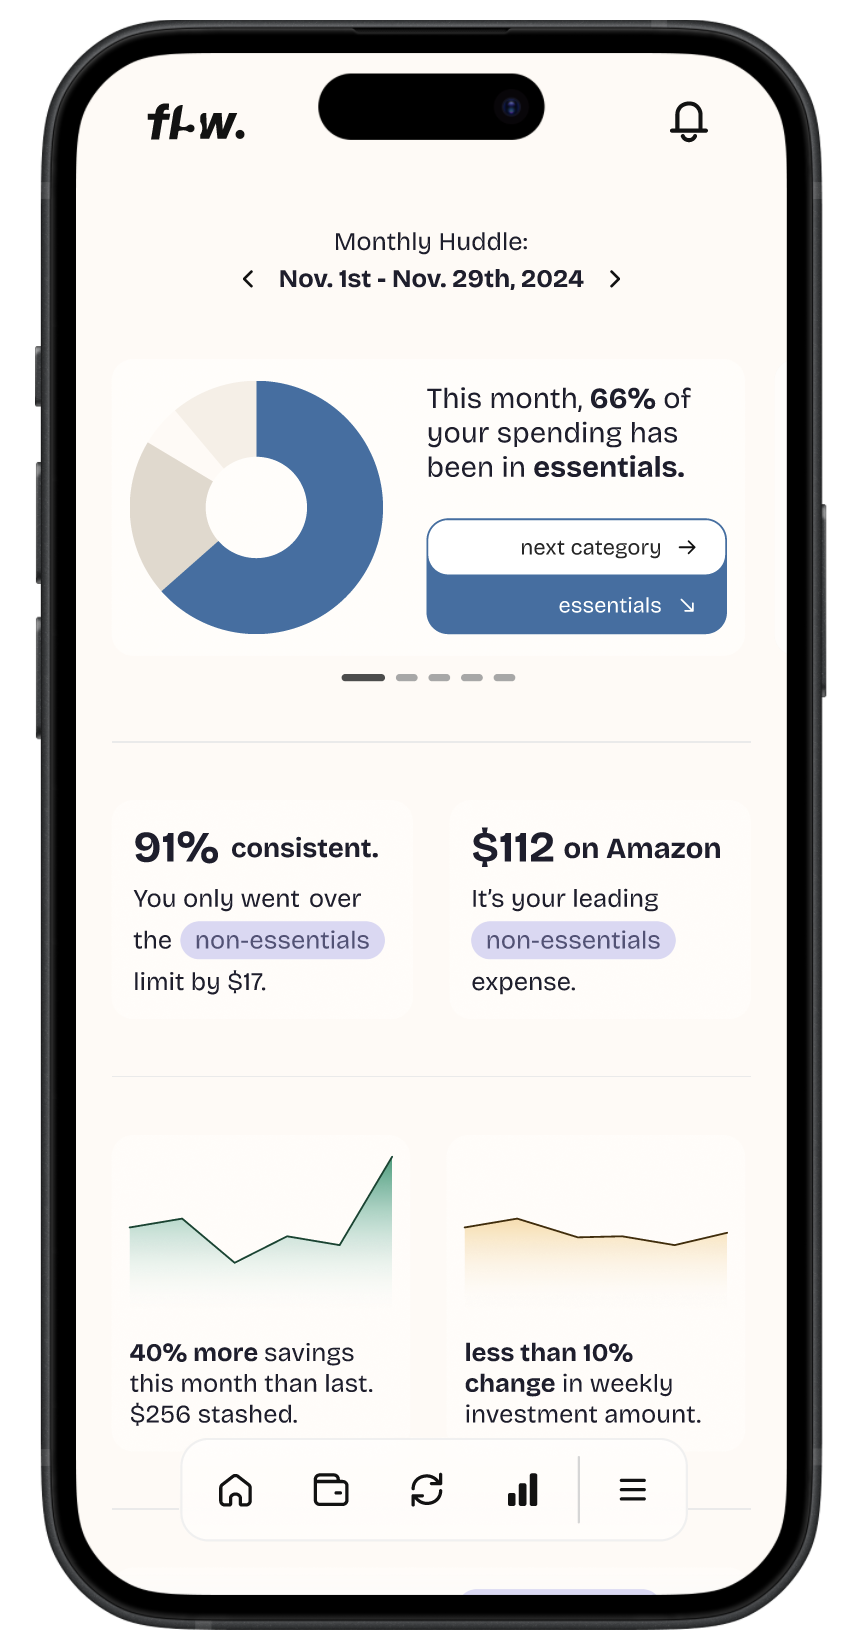 flow.
Monthly Huddle:
Nov. 1st - Nov. 29th, 2024
This month, 66% of
your spending has
been in essentials.
next category →
essentials ↘
91% consistent.
You only went over
the non-essentials
limit by $17.
$112 on Amazon
It's your leading
non-essentials
expense.
40% more savings
this month than last.
$256 stashed.
less than 10%
change in weekly
investment amount.